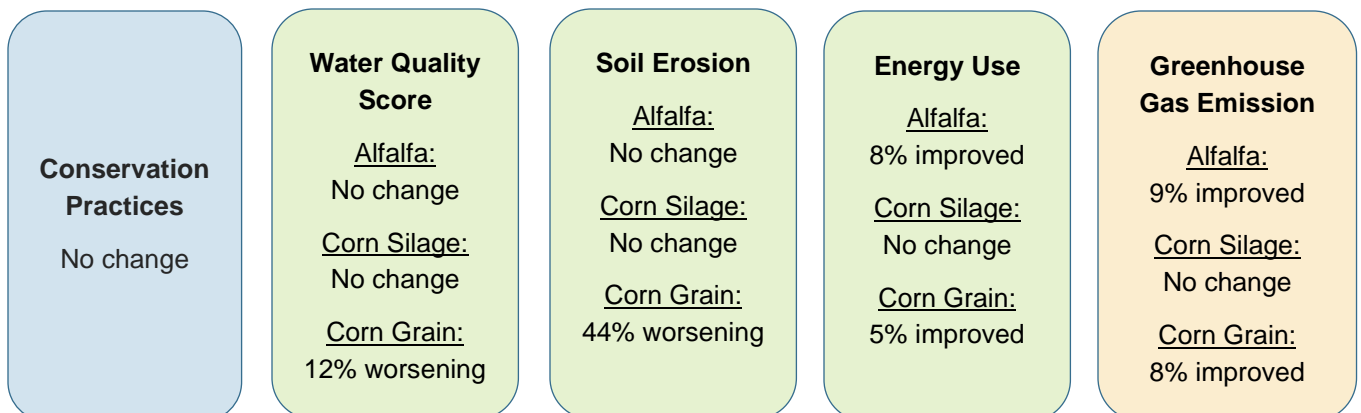 Conservation
Practices
No change
Water Quality
Score
Alfalfa:
No change
Corn Silage:
No change
Corn Grain:
12% worsening
Soil Erosion
Alfalfa:
No change
Corn Silage:
No change
Corn Grain:
44% worsening
Energy Use
Alfalfa:
8% improved
Corn Silage:
No change
Corn Grain:
5% improved
Greenhouse
Gas Emission
Alfalfa:
9% improved
Corn Silage:
No change
Corn Grain:
8% improved